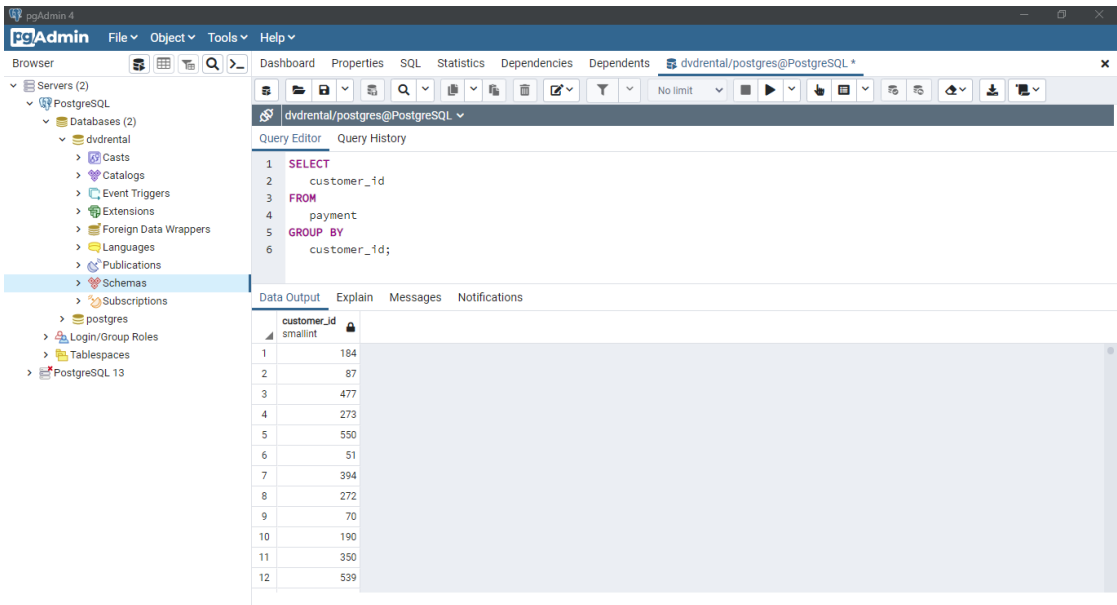 pgAdmin 4
pgAdmin File Object Tools Help
Browser
Dashboard Properties SQL Statistics Dependencies Dependents dvdrental/postgres@PostgreSQL *
No limit
dvdrental/postgres@PostgreSQL
Query Editor Query History
Servers (2)
PostgreSQL
Databases (2)
dvdrental
Casts
Catalogs
Event Triggers
Extensions
Foreign Data Wrappers
Languages
Publications
Schemas
Subscriptions
postgres
Login/Group Roles
Tablespaces
PostgreSQL 13
1 SELECT
2 customer_id
3 FROM
4 payment
5 GROUP BY
6 customer_id;
Data Output Explain Messages Notifications
customer_id
smallint
1 184
2 87
3 477
4 273
5 550
6 51
7 394
8 272
9 70
10 190
11 350
12 539